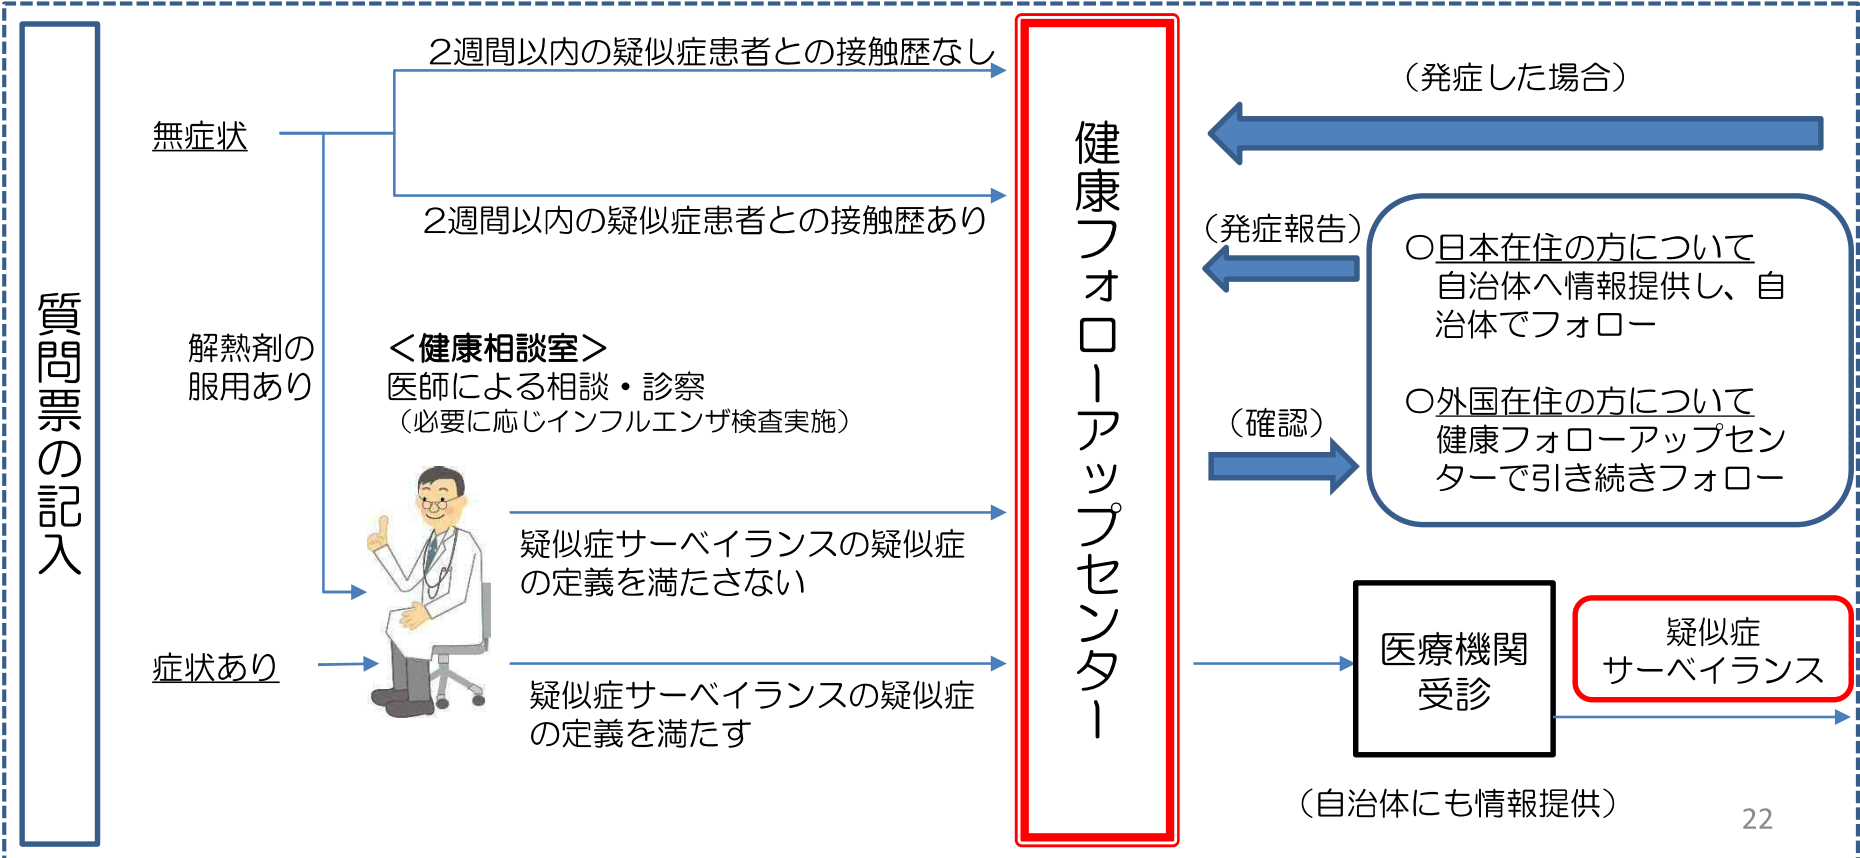 質問票の記入
2週間以内の疑似症患者との接触歴なし
無症状
2週間以内の疑似症患者との接触歴あり
解熱剤の
服用あり
＜健康相談室＞
医師による相談・診察
（必要に応じインフルエンザ検査実施）
疑似症サーベイランスの疑似症
の定義を満たさない
症状あり
疑似症サーベイランスの疑似症
の定義を満たす
健康フォローアップセンター
（発症した場合）
（発症報告）
○日本在住の方について
自治体へ情報提供し、自
治体でフォロー
（確認）
○外国在住の方について
健康フォローアップセン
ターで引き続きフォロー
医療機関
受診
疑似症
サーベイランス
（自治体にも情報提供）
22